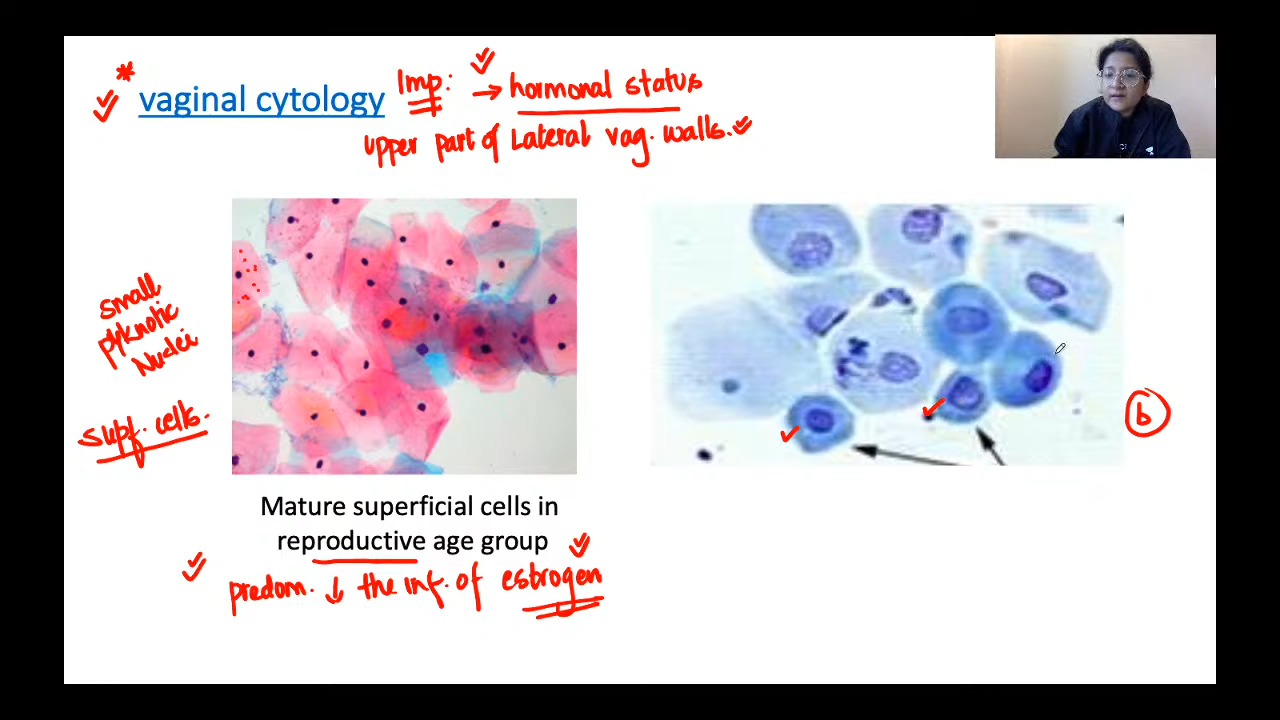 vaginal cytology
Imp: → hormonal status
Upper part of Lateral vag. walls.
small
pyknotic
Nuclei
Supf. cells.
b
Mature superficial cells in
reproductive age group
predom. ↓ the inf. of estrogen